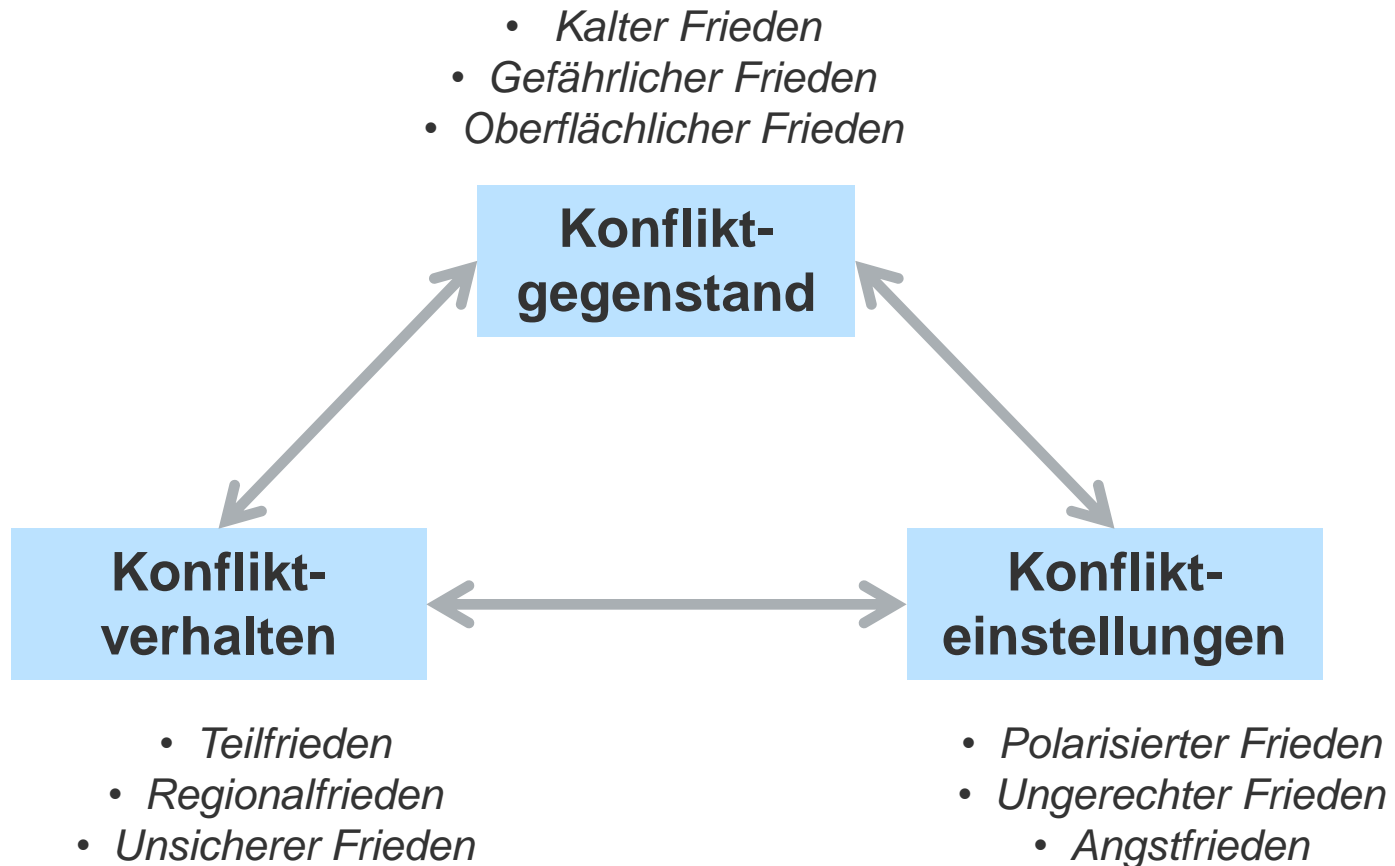 • Kalter Frieden
• Gefährlicher Frieden
• Oberflächlicher Frieden
Konflikt-
gegenstand
Konflikt-
verhalten
Konflikt-
einstellungen
• Teilfrieden
• Regionalfrieden
• Unsicherer Frieden
• Polarisierter Frieden
• Ungerechter Frieden
• Angstfrieden